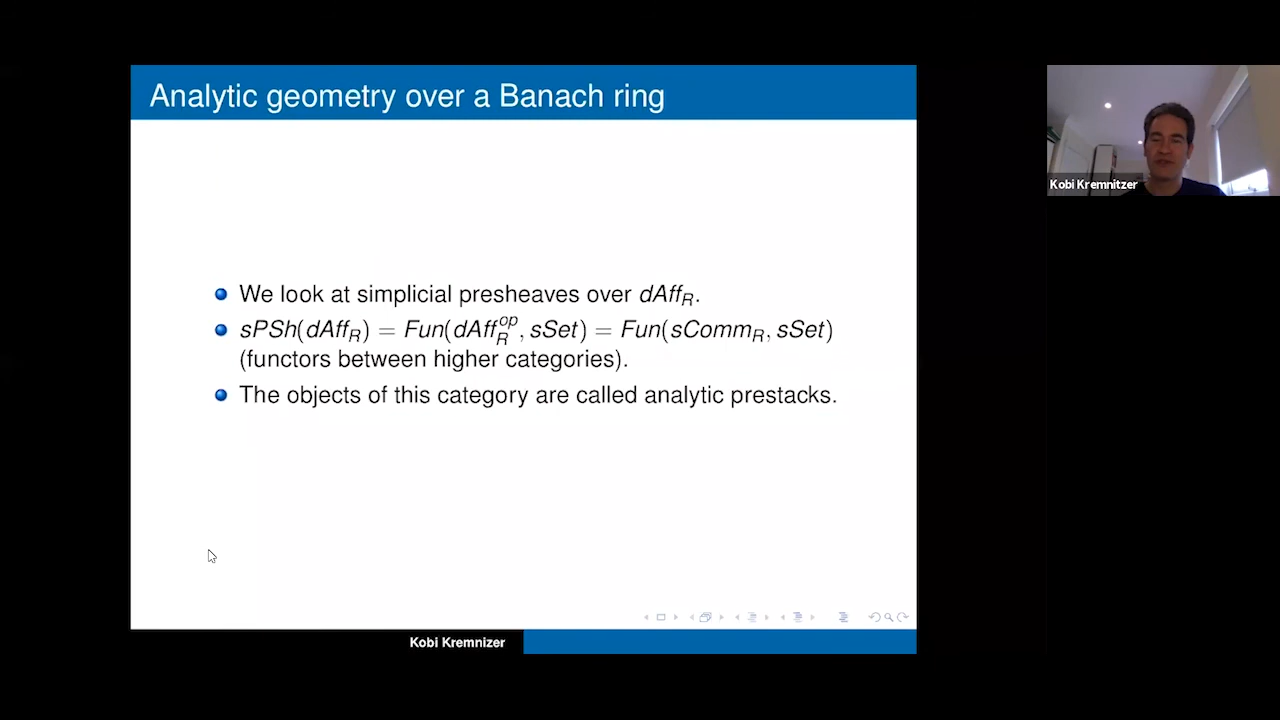 Analytic geometry over a Banach ring
We look at simplicial presheaves over dAff_R.
sPSh(dAff_R) = Fun(dAff_R^op, sSet) = Fun(sComm_R, sSet)
(functors between higher categories).
The objects of this category are called analytic prestacks.
Kobi Kremnizer
Kobi Kremnitzer